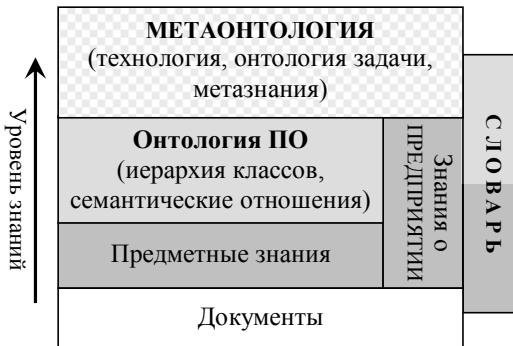 МЕТАОНТОЛОГИЯ
(технология, онтология задачи,
метазнания)
Онтология ПО
(иерархия классов,
семантические отношения)
Предметные знания
Документы
Знания о
ПРЕДПРИЯТИИ
СЛОВАРЬ
Уровень знаний